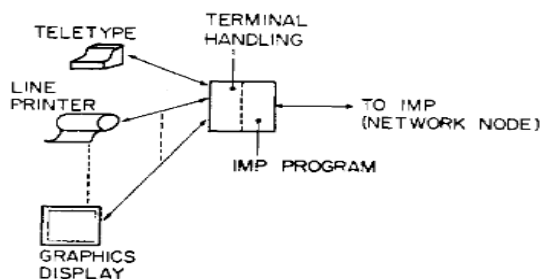 TELETYPE
TERMINAL
HANDLING
LINE
PRINTER
TO IMP
(NETWORK NODE)
IMP PROGRAM
GRAPHICS
DISPLAY